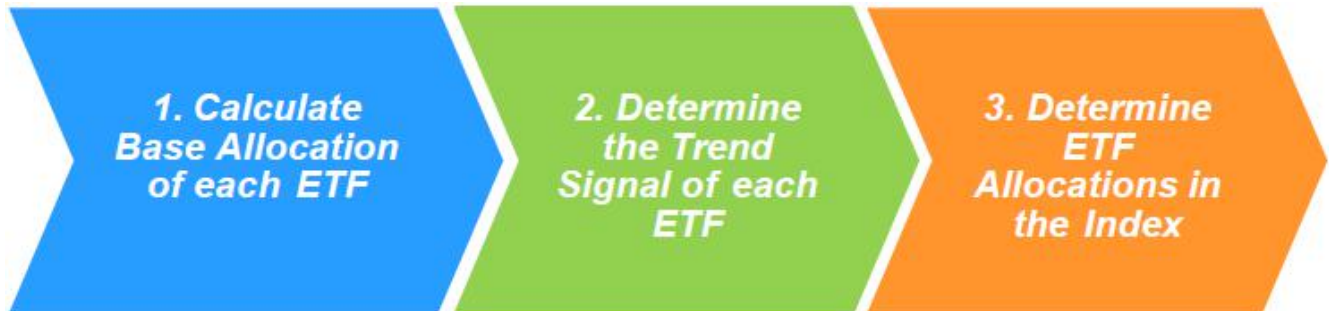 1. Calculate
Base Allocation
of each ETF
2. Determine
the Trend
Signal of each
ETF
3. Determine
ETF
Allocations in
the Index